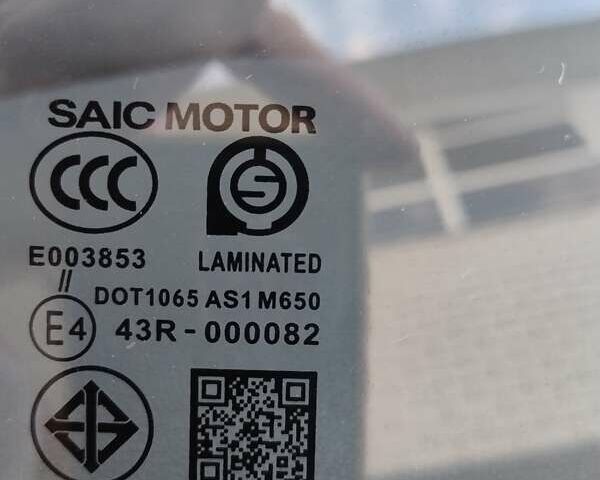 SAIC MOTOR
CCC
E003853 LAMINATED
// DOT1065 AS1 M650
E4 43R-000082